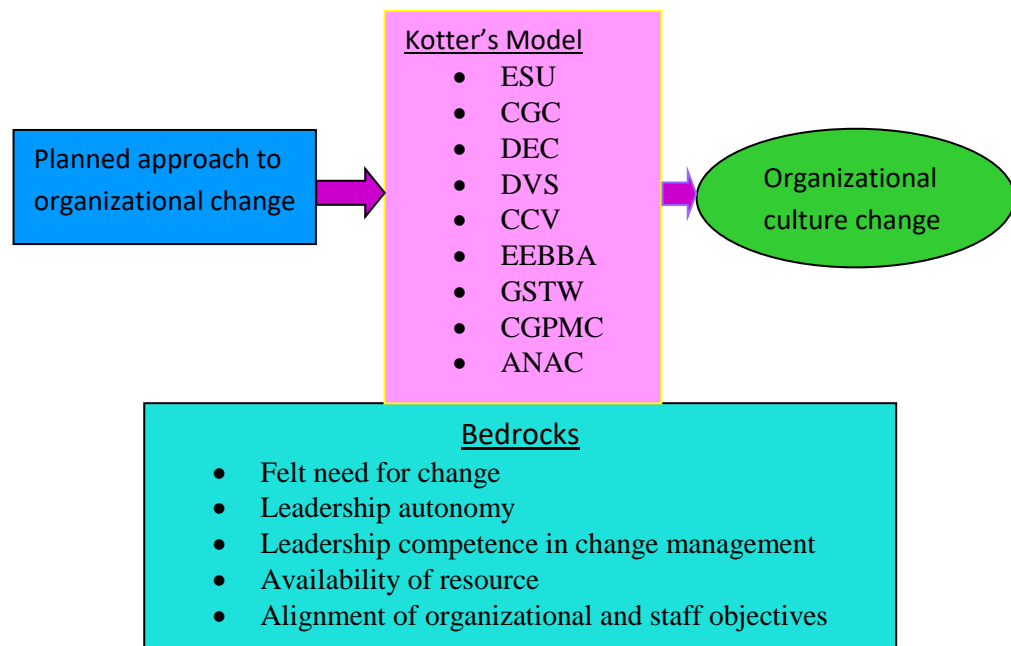 Planned approach to
organizational change
Kotter’s Model
• ESU
• CGC
• DEC
• DVS
• CCV
• EEBBA
• GSTW
• CGPMC
• ANAC
Organizational
culture change
Bedrocks
• Felt need for change
• Leadership autonomy
• Leadership competence in change management
• Availability of resource
• Alignment of organizational and staff objectives